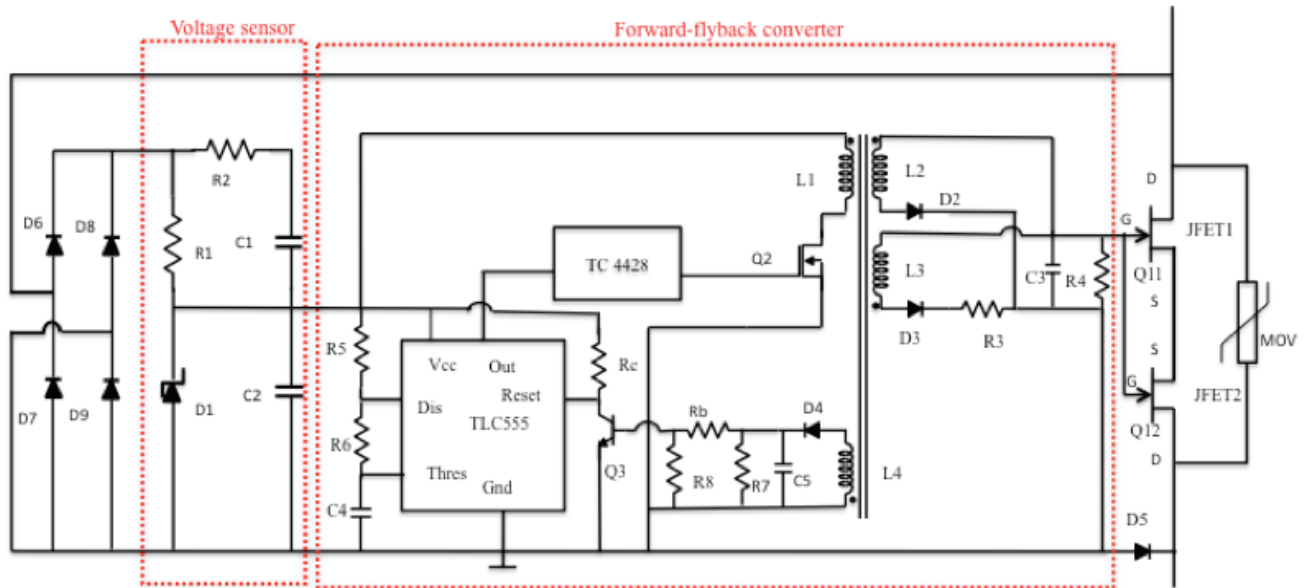 Voltage sensor
Forward-flyback converter
R2
D6
D8
R1
C1
D7
D9
D1
C2
R5
R6
C4
Vcc
Out
Reset
Dis
TLC555
Thres
Gnd
TC 4428
Rc
Q3
Rb
R8
R7
C5
D4
L4
L1
Q2
L2
D2
L3
D3
R3
C3
R4
D
G
JFET1
Q11
S
S
G
JFET2
Q12
D
MOV
D5